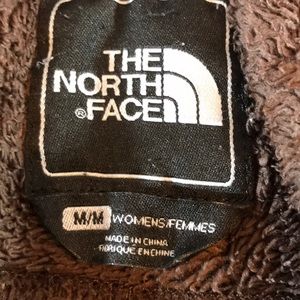 THE
NORTH
FACE
®
M/M WOMENS/FEMMES
MADE IN CHINA
FABRIQUE EN CHINE